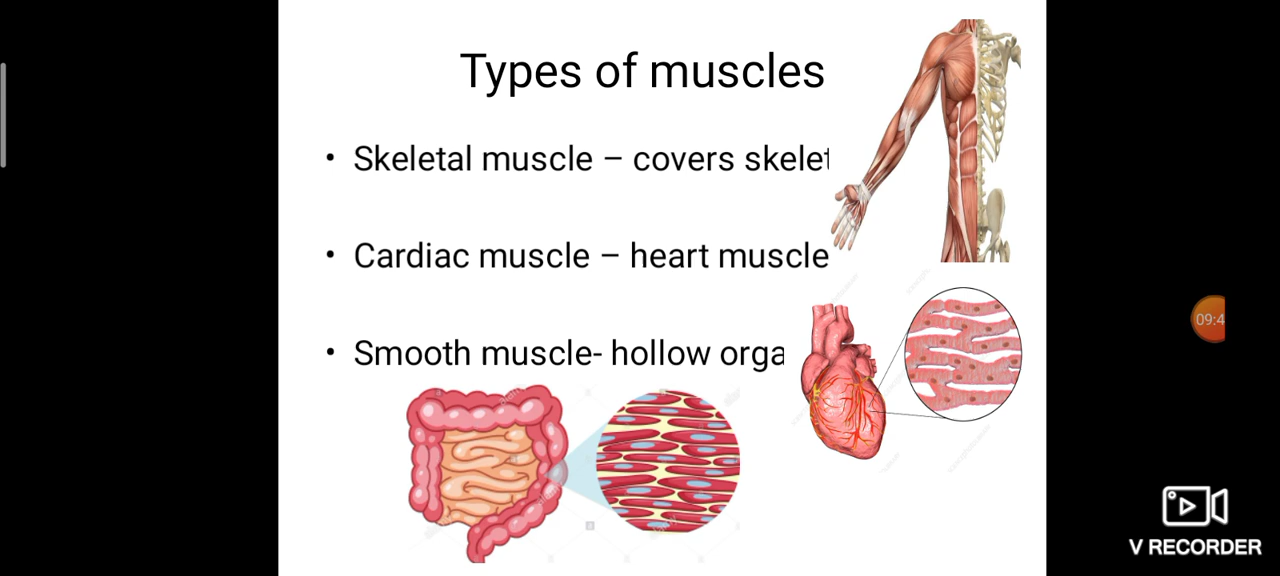 Types of muscles
• Skeletal muscle – covers skelet
• Cardiac muscle – heart muscle
• Smooth muscle- hollow orga
09:4
V RECORDER